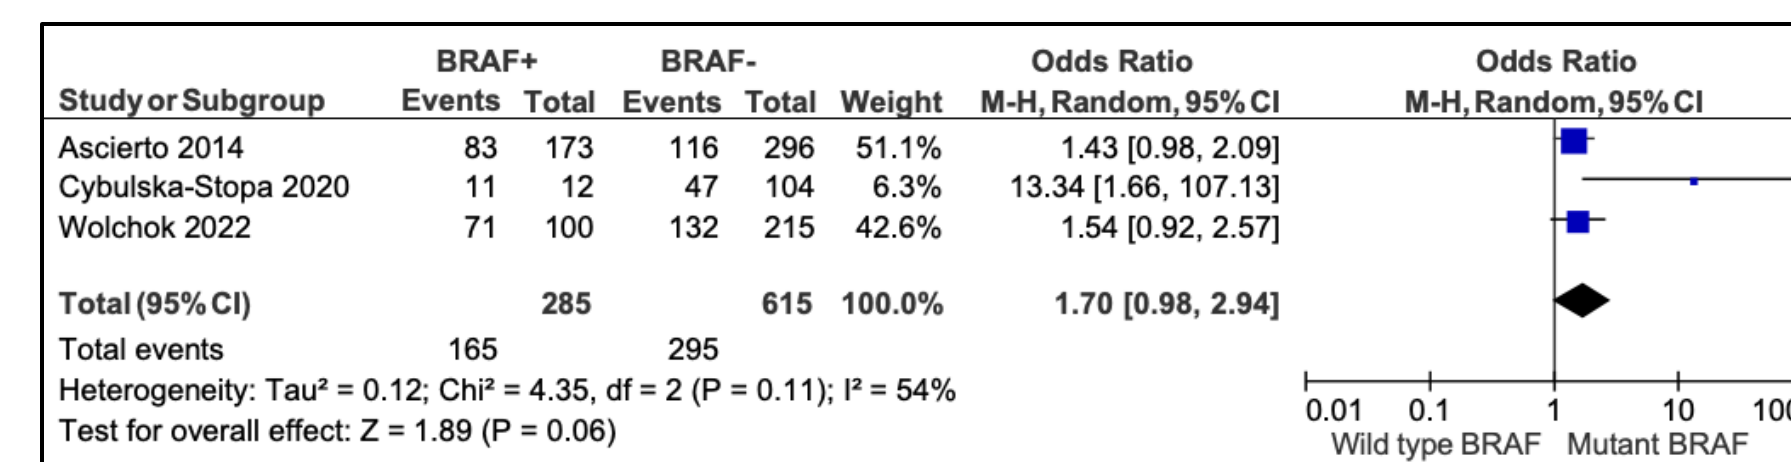 BRAF+ BRAF- Odds Ratio Odds Ratio
Study or Subgroup Events Total Events Total Weight M-H, Random, 95% CI M-H, Random, 95% CI
Ascierto 2014 83 173 116 296 51.1% 1.43 [0.98, 2.09]
Cybulska-Stopa 2020 11 12 47 104 6.3% 13.34 [1.66, 107.13]
Wolchok 2022 71 100 132 215 42.6% 1.54 [0.92, 2.57]
Total (95% CI) 285 615 100.0% 1.70 [0.98, 2.94]
Total events 165 295
Heterogeneity: Tau² = 0.12; Chi² = 4.35, df = 2 (P = 0.11); I² = 54%
Test for overall effect: Z = 1.89 (P = 0.06)
0.01 0.1 1 10 100
Wild type BRAF Mutant BRAF